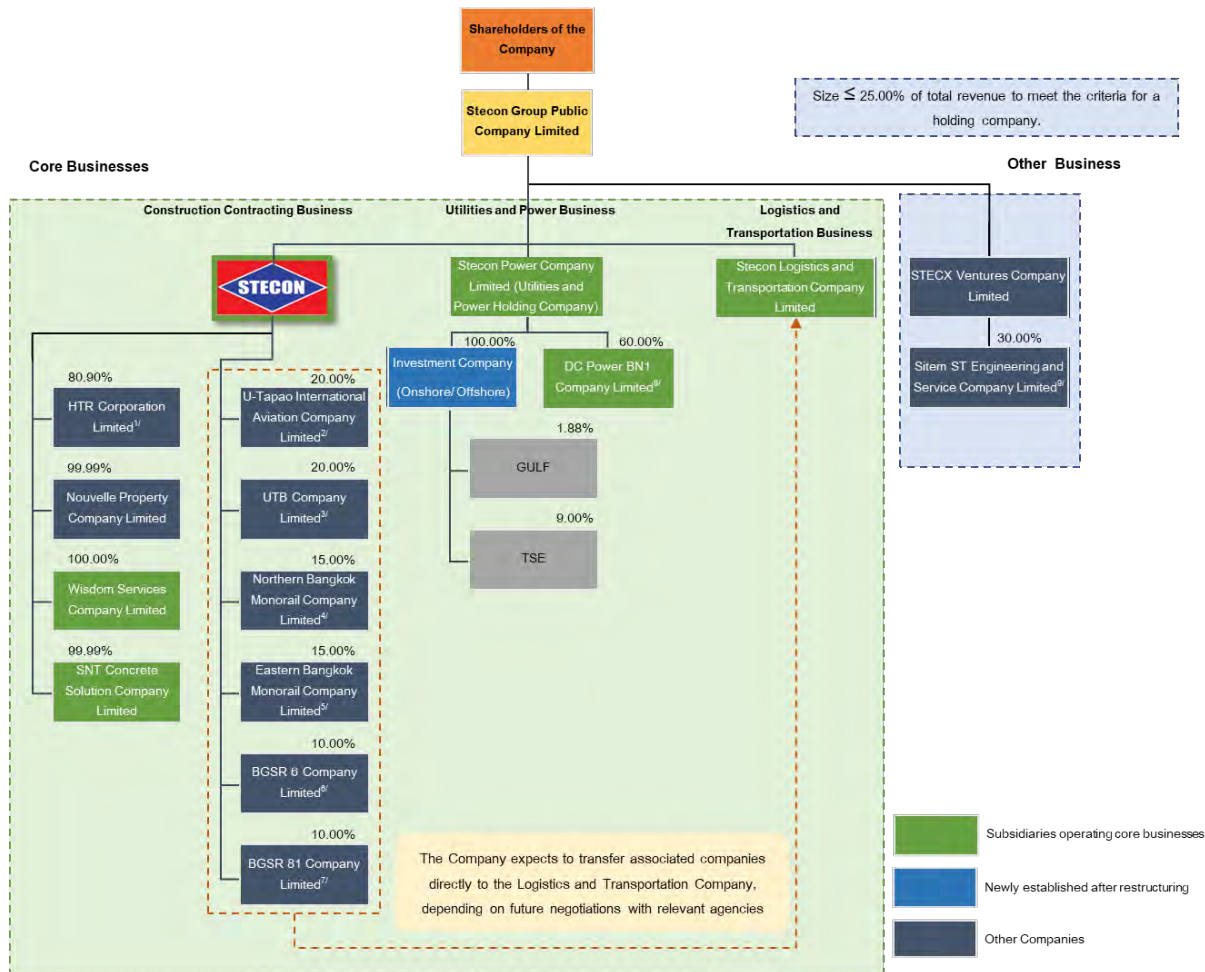 Shareholders of the
Company
Stecon Group Public
Company Limited
Size ≤ 25.00% of total revenue to meet the criteria for a
holding company.
Core Businesses
Other Business
Construction Contracting Business
Utilities and Power Business
Logistics and
Transportation Business
STECON
Stecon Power Company
Limited (Utilities and
Power Holding Company)
Stecon Logistics and
Transportation Company
Limited
STECX Ventures Company
Limited
30.00%
Sitem ST Engineering and
Service Company Limited9/
100.00%
Investment Company
(Onshore/ Offshore)
60.00%
DC Power BN1
Company Limited8/
1.88%
GULF
9.00%
TSE
80.90%
HTR Corporation
Limited1/
99.99%
Nouvelle Property
Company Limited
100.00%
Wisdom Services
Company Limited
99.99%
SNT Concrete
Solution Company
Limited
20.00%
U-Tapao International
Aviation Company
Limited2/
20.00%
UTB Company
Limited3/
15.00%
Northern Bangkok
Monorail Company
Limited4/
15.00%
Eastern Bangkok
Monorail Company
Limited5/
10.00%
BGSR 6 Company
Limited6/
10.00%
BGSR 81 Company
Limited7/
The Company expects to transfer associated companies
directly to the Logistics and Transportation Company,
depending on future negotiations with relevant agencies
Subsidiaries operating core businesses
Newly established after restructuring
Other Companies